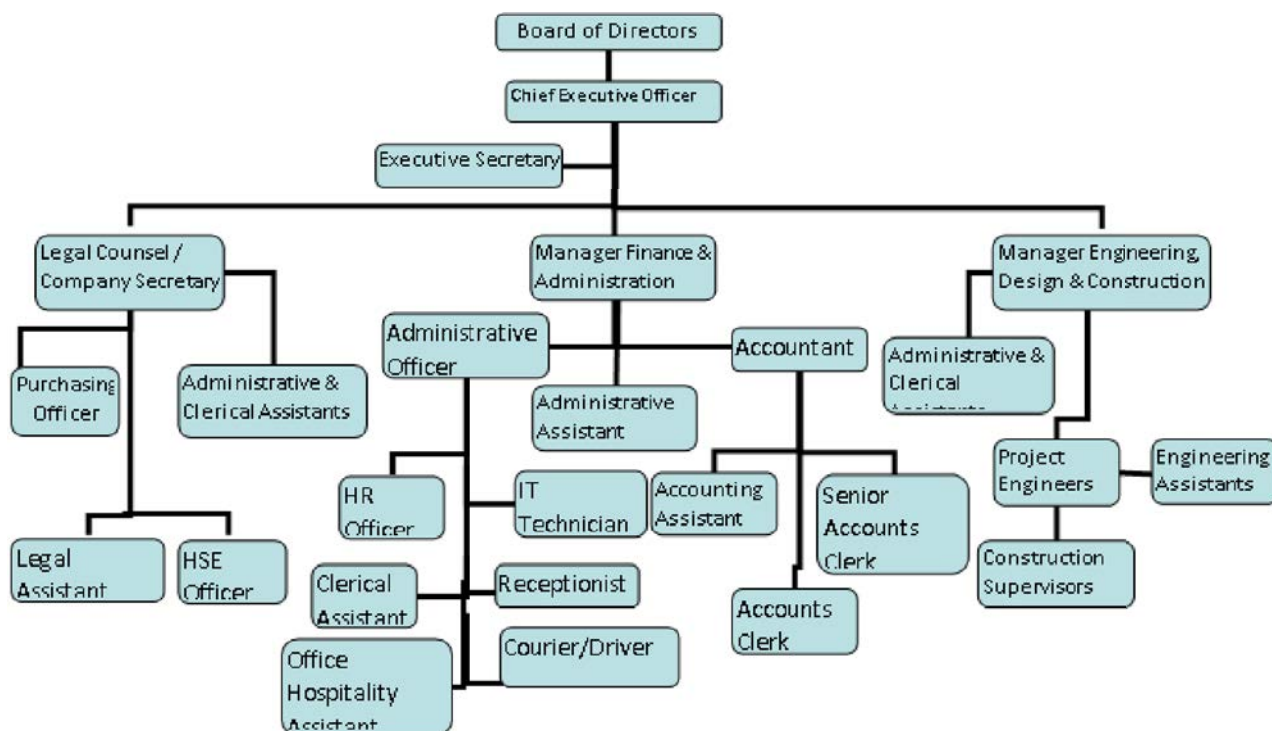 Board of Directors
Chief Executive Officer
Executive Secretary
Legal Counsel /
Company Secretary
Manager Finance &
Administration
Manager Engineering,
Design & Construction
Purchasing
Officer
Administrative &
Clerical Assistants
Administrative
Officer
Administrative
Assistant
Accountant
Administrative &
Clerical
Assistants
Legal
Assistant
HSE
Officer
HR
Officer
IT
Technician
Clerical
Assistant
Receptionist
Office
Hospitality
Assistant
Courier/Driver
Accounting
Assistant
Senior
Accounts
Clerk
Accounts
Clerk
Project
Engineers
Engineering
Assistants
Construction
Supervisors